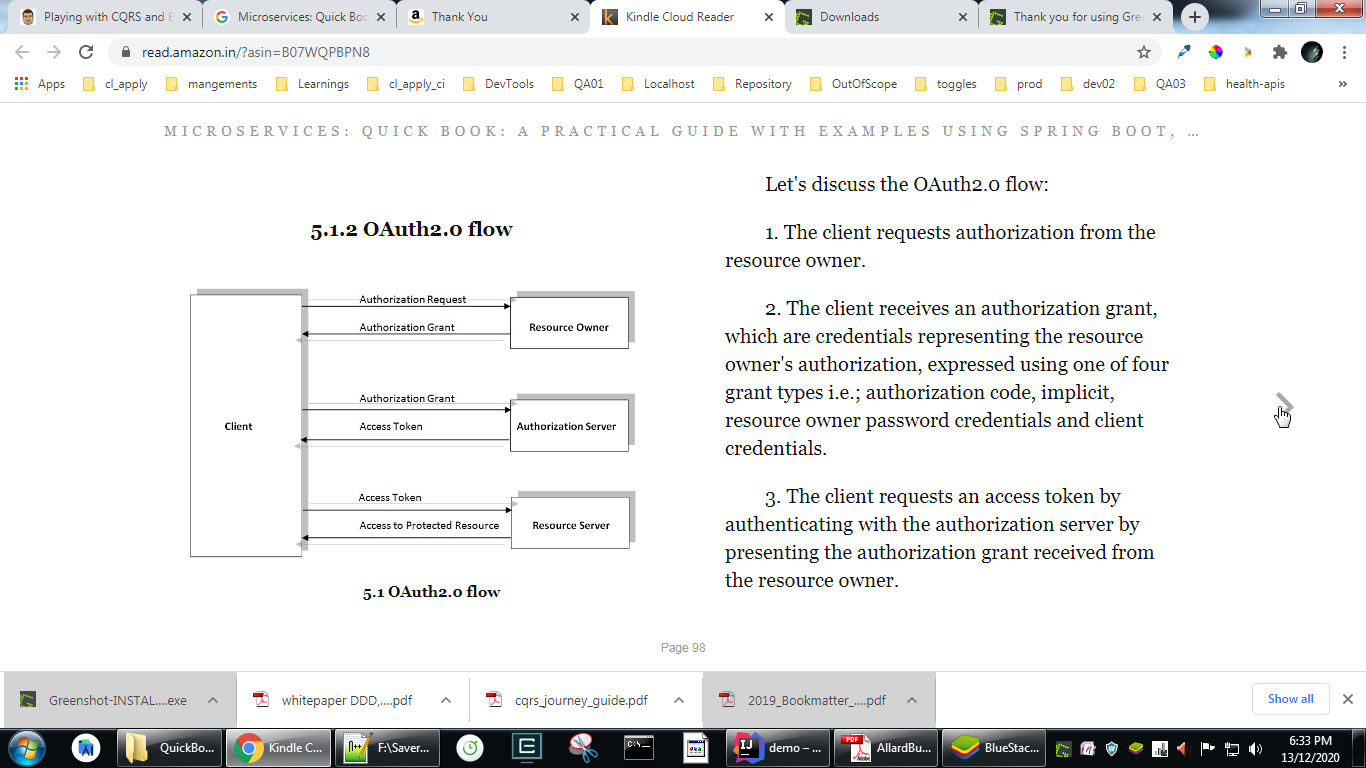 Playing with CQRS and E
Microservices: Quick Boo
Thank You
Kindle Cloud Reader
Downloads
Thank you for using Gre
read.amazon.in/?asin=B07WQPBPN8
Apps
cl_apply
mangements
Learnings
cl_apply_ci
DevTools
QA01
Localhost
Repository
OutOfScope
toggles
prod
dev02
QA03
health-apis
»
MICROSERVICES: QUICK BOOK: A PRACTICAL GUIDE WITH EXAMPLES USING SPRING BOOT, ...
5.1.2 OAuth2.0 flow
Authorization Request
Authorization Grant
Resource Owner
Authorization Grant
Client
Access Token
Authorization Server
Access Token
Access to Protected Resource
Resource Server
5.1 OAuth2.0 flow
Let's discuss the OAuth2.0 flow:
1. The client requests authorization from the
resource owner.
2. The client receives an authorization grant,
which are credentials representing the resource
owner's authorization, expressed using one of four
grant types i.e.; authorization code, implicit,
resource owner password credentials and client
credentials.
3. The client requests an access token by
authenticating with the authorization server by
presenting the authorization grant received from
the resource owner.
Page 98
Greenshot-INSTAL....exe
whitepaper DDD,....pdf
cqrs_journey_guide.pdf
2019_Bookmatter_....pdf
Show all
QuickBo...
Kindle C...
F:\Saver...
demo – ...
AllardBu...
BlueStac...
6:33 PM
13/12/2020